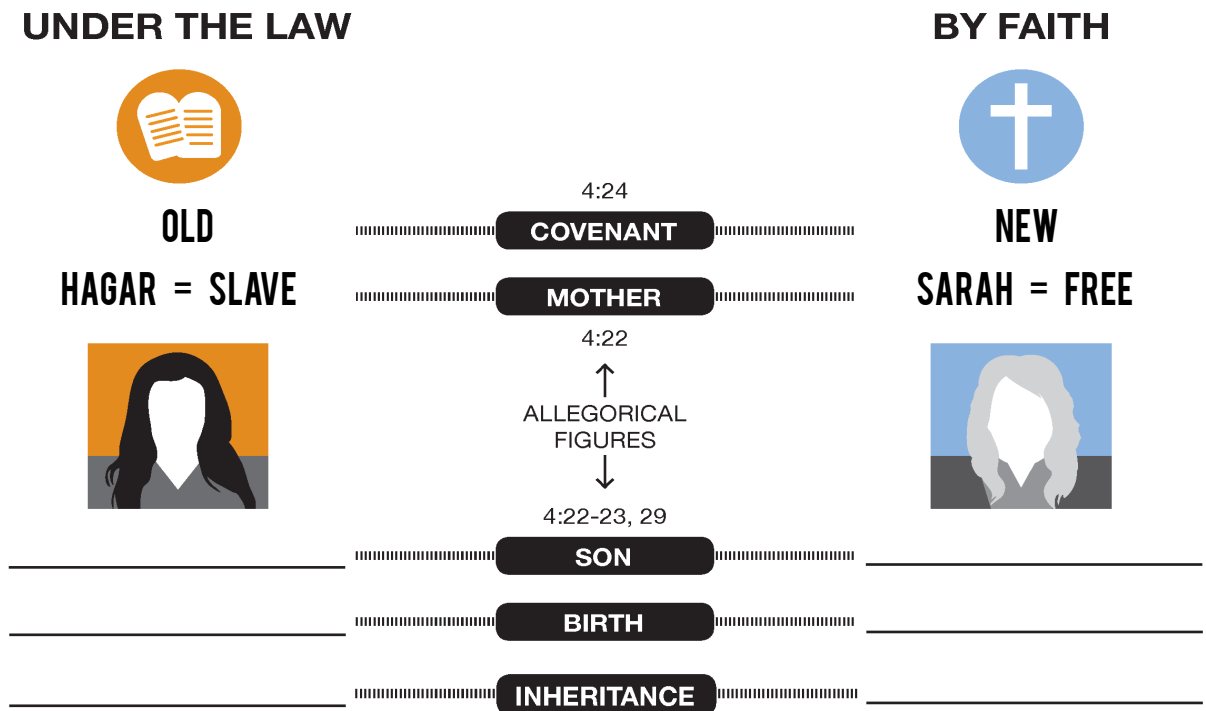 UNDER THE LAW
BY FAITH
4:24
OLD
COVENANT
NEW
HAGAR = SLAVE
MOTHER
SARAH = FREE
4:22
ALLEGORICAL
FIGURES
4:22-23, 29
SON
BIRTH
INHERITANCE